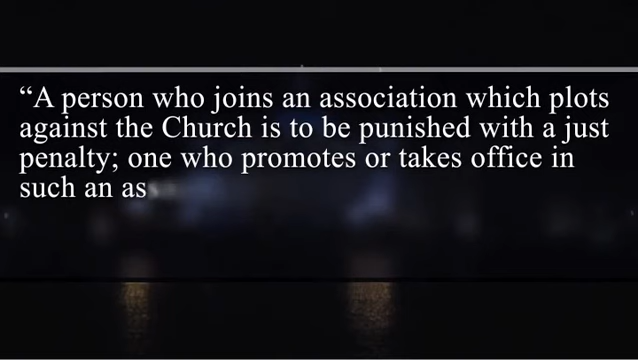 “A person who joins an association which plots
against the Church is to be punished with a just
penalty; one who promotes or takes office in
such an as